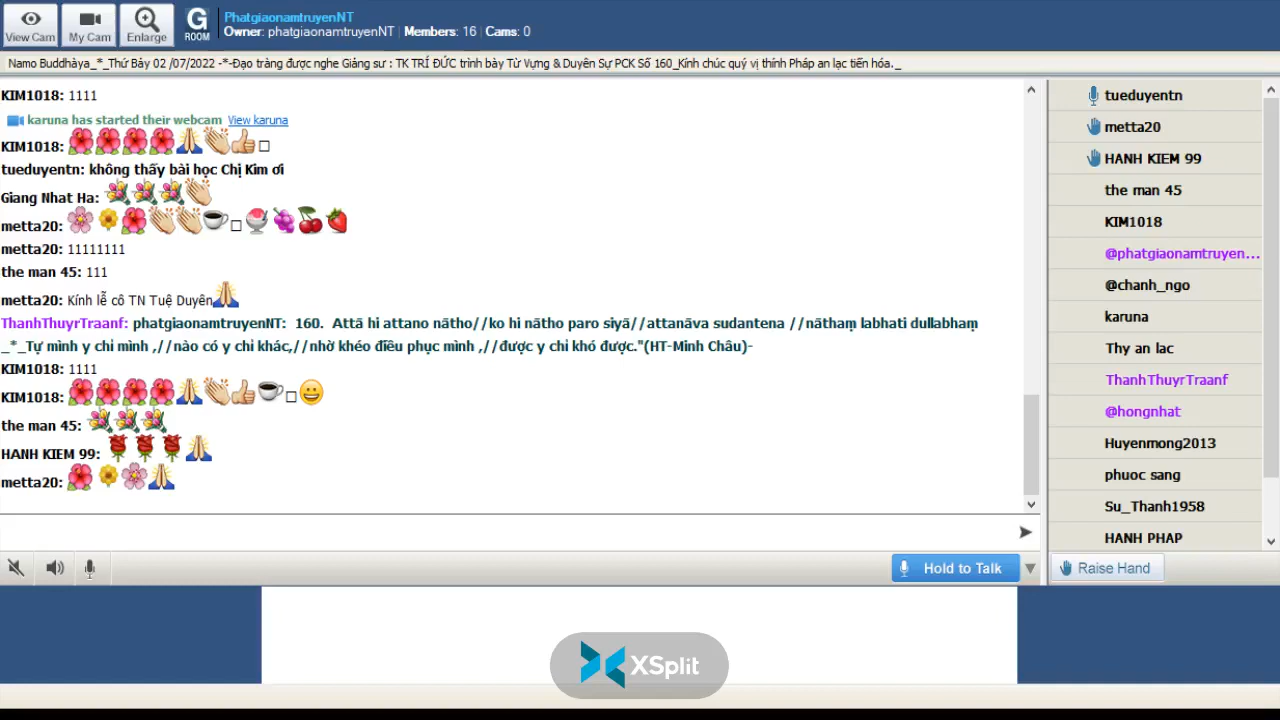 View Cam
My Cam
Enlarge
G
ROOM
PhatgiaonamtruyenNT
Owner: phatgiaonamtruyenNT | Members: 16 | Cams: 0
Namo Buddhàya_*_Thứ Bảy 02 /07/2022 -*-Đạo tràng được nghe Giảng sư : TK TRÍ ĐỨC trình bày Từ Vựng & Duyên Sự PCK Số 160_Kính chúc quý vị thính Pháp an lạc tiến hóa._
KIM1018: 1111
karuna has started their webcam View karuna
KIM1018:
tueduyentn: không thấy bài học Chị Kim ơi
Giang Nhat Ha:
metta20:
metta20: 11111111
the man 45: 111
metta20: Kính lễ cô TN Tuệ Duyên
ThanhThuyrTraanf: phatgiaonamtruyenNT: 160. Attā hi attano nātho//ko hi nātho paro siyā//attanāva sudantena //nāthaṃ labhati dullabhaṃ
_*_Tự mình y chỉ mình ,//nào có y chỉ khác,//nhờ khéo điều phục mình ,//được y chỉ khó được."(HT-Minh Châu)-
KIM1018: 1111
KIM1018:
the man 45:
HANH KIEM 99:
metta20:
Hold to Talk
tueduyentn
metta20
HANH KIEM 99
the man 45
KIM1018
@phatgiaonamtruyen...
@chanh_ngo
karuna
Thy an lac
ThanhThuyrTraanf
@hongnhat
Huyenmong2013
phuoc sang
Su_Thanh1958
HANH PHAP
Raise Hand
XSplit